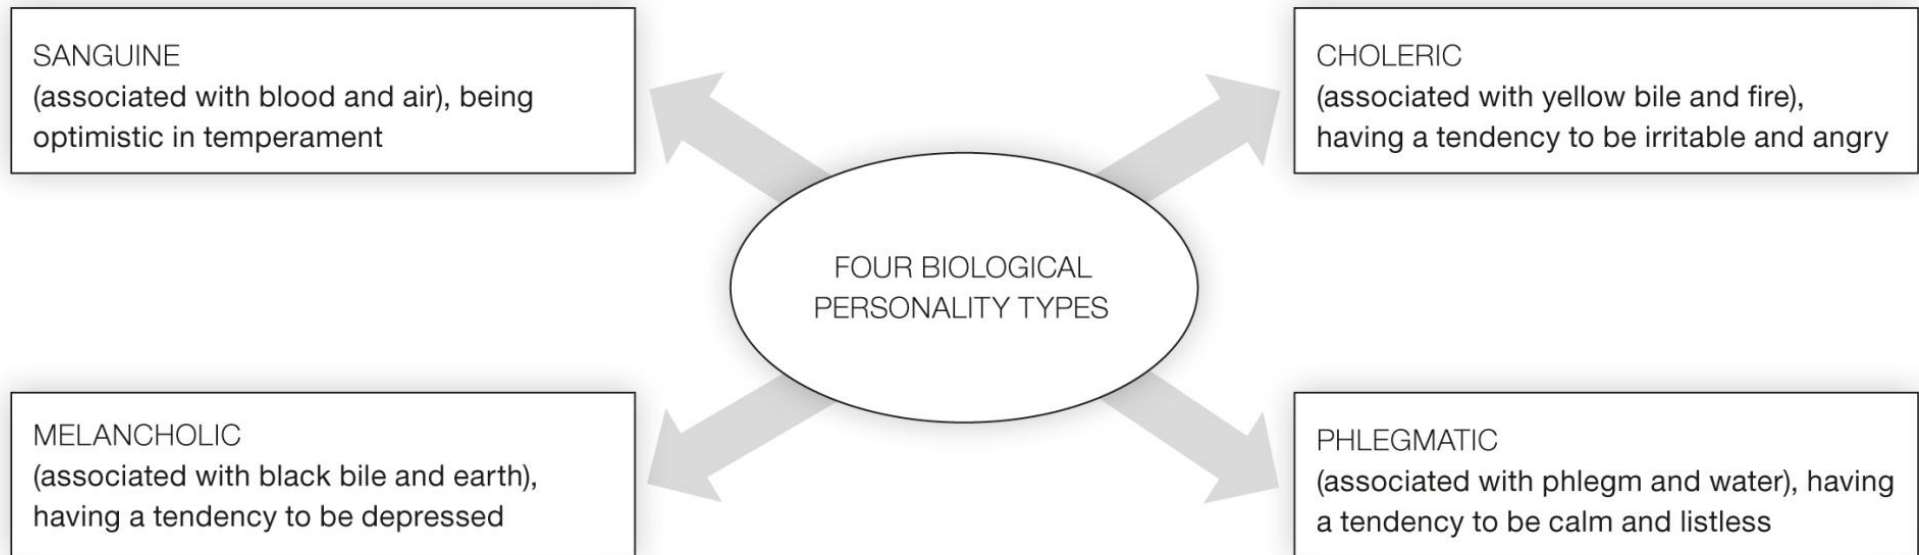 SANGUINE
(associated with blood and air), being
optimistic in temperament
CHOLERIC
(associated with yellow bile and fire),
having a tendency to be irritable and angry
FOUR BIOLOGICAL
PERSONALITY TYPES
MELANCHOLIC
(associated with black bile and earth),
having a tendency to be depressed
PHLEGMATIC
(associated with phlegm and water), having
a tendency to be calm and listless